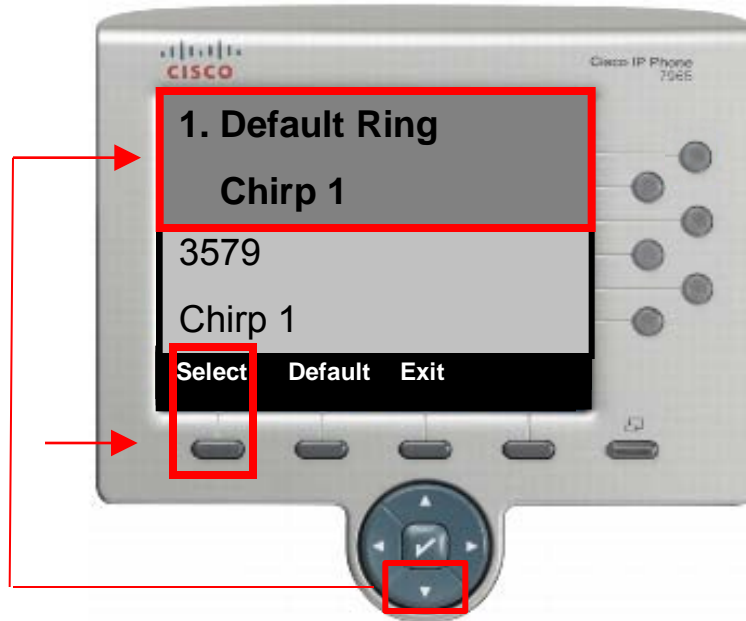 CISCO
Cisco IP Phone
7965
1. Default Ring
Chirp 1
3579
Chirp 1
Select Default Exit